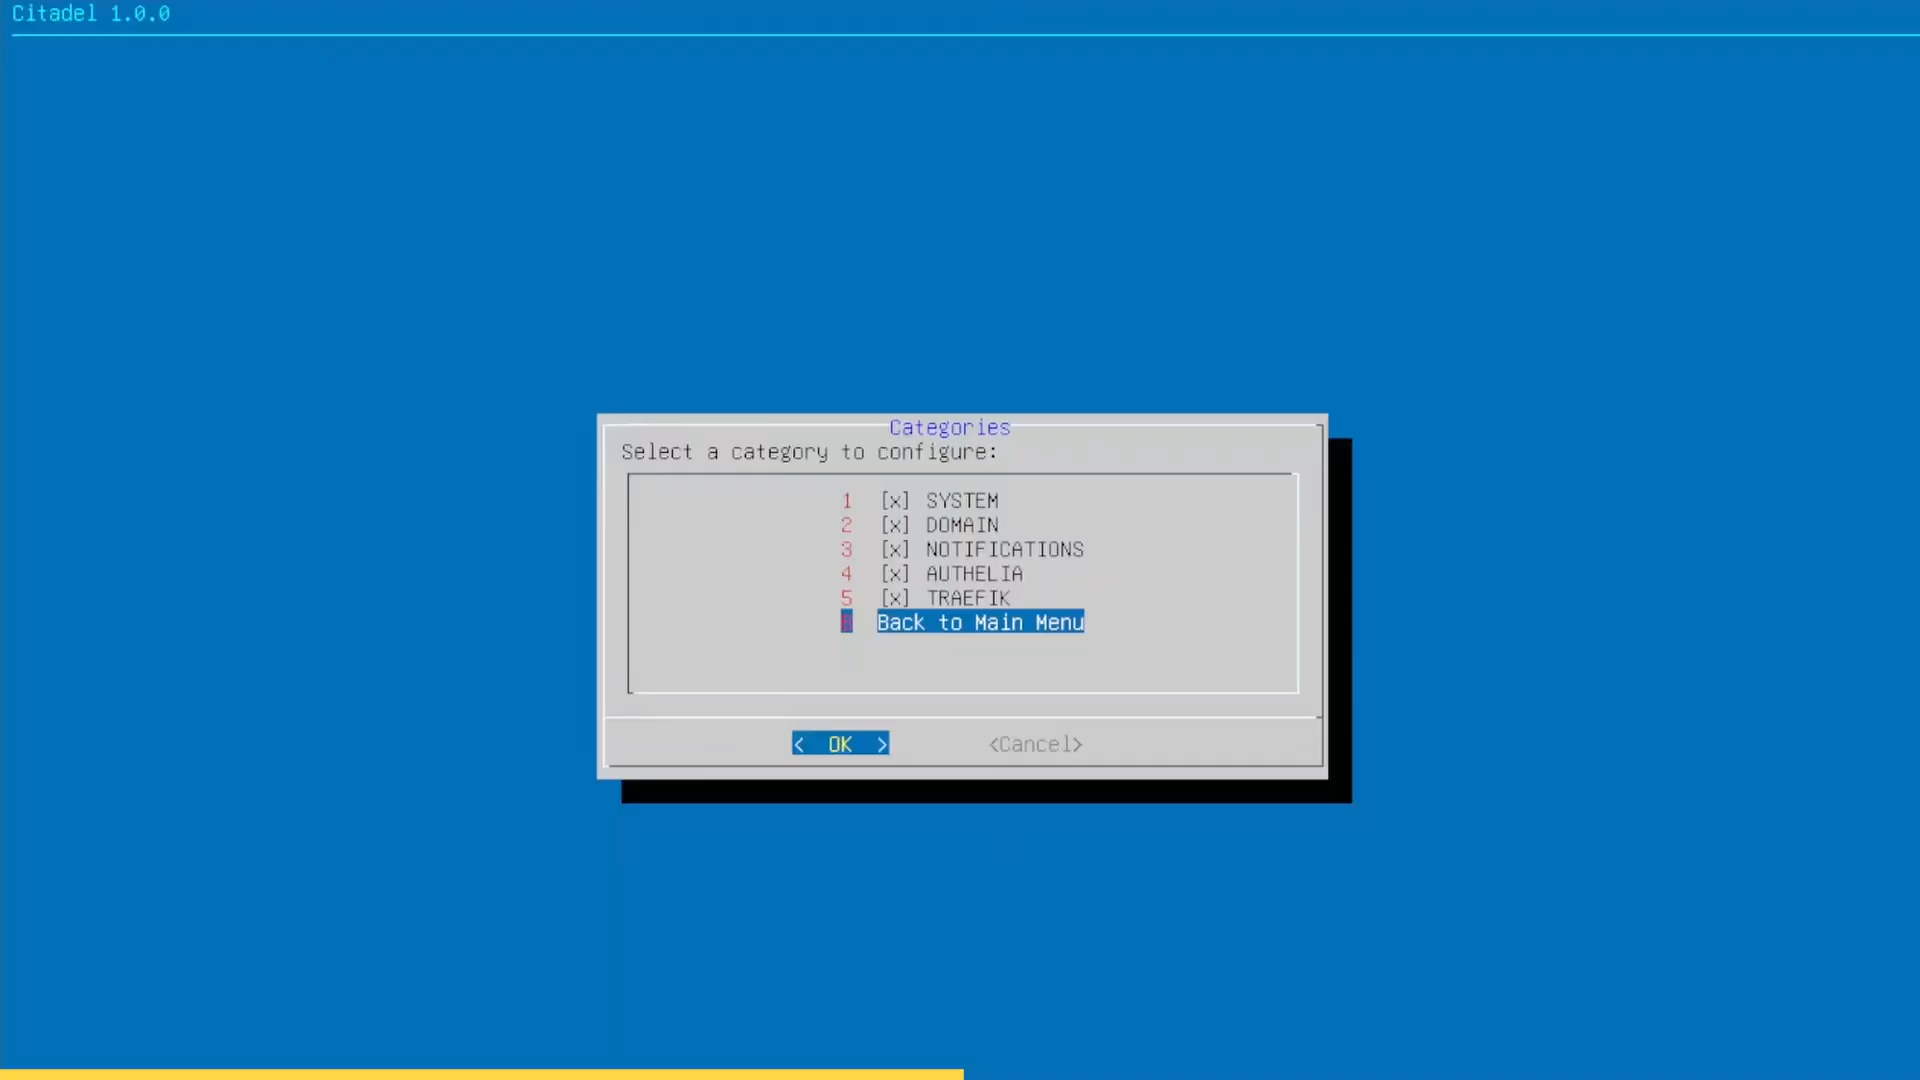 Citadel 1.0.0
Categories
Select a category to configure:
1 [x] SYSTEM
2 [x] DOMAIN
3 [x] NOTIFICATIONS
4 [x] AUTHELIA
5 [x] TRAEFIK
Back to Main Menu
< OK > <Cancel>